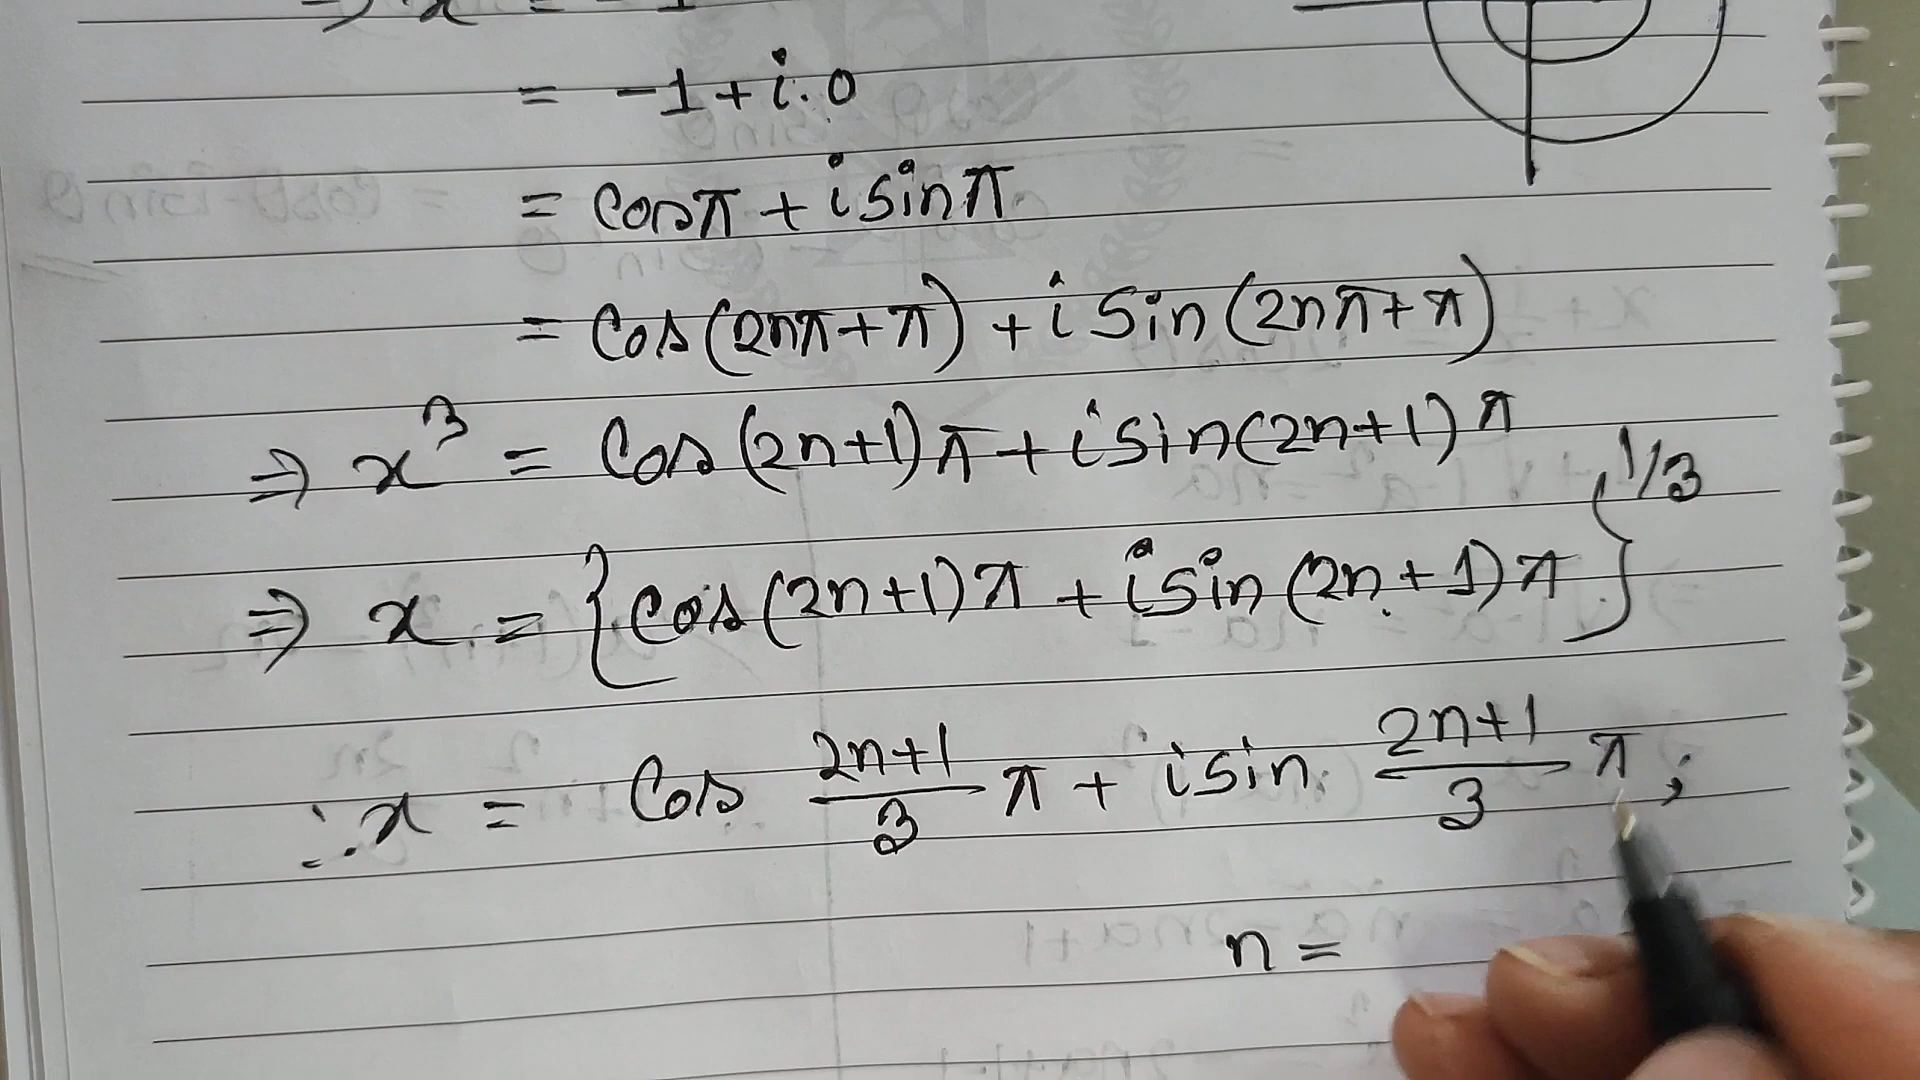 ⇒ x = -1
= -1+i.0
= cosπ + i sinπ
= Cos(2nπ+π) + i Sin(2nπ+π)
⇒ x³ = Cos(2n+1)π + i sin(2n+1)π
⇒ x = {Cos(2n+1)π + i sin(2n+1)π}^1/3
∴ x = Cos (2n+1)/3 π + i sin (2n+1)/3 π;
n =